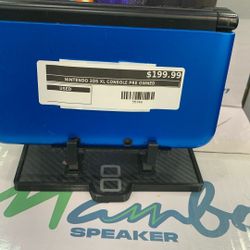 $199.99
NINTENDO 3DS XL CONSOLE PRE OWNED
USED
Mambo
SPEAKER